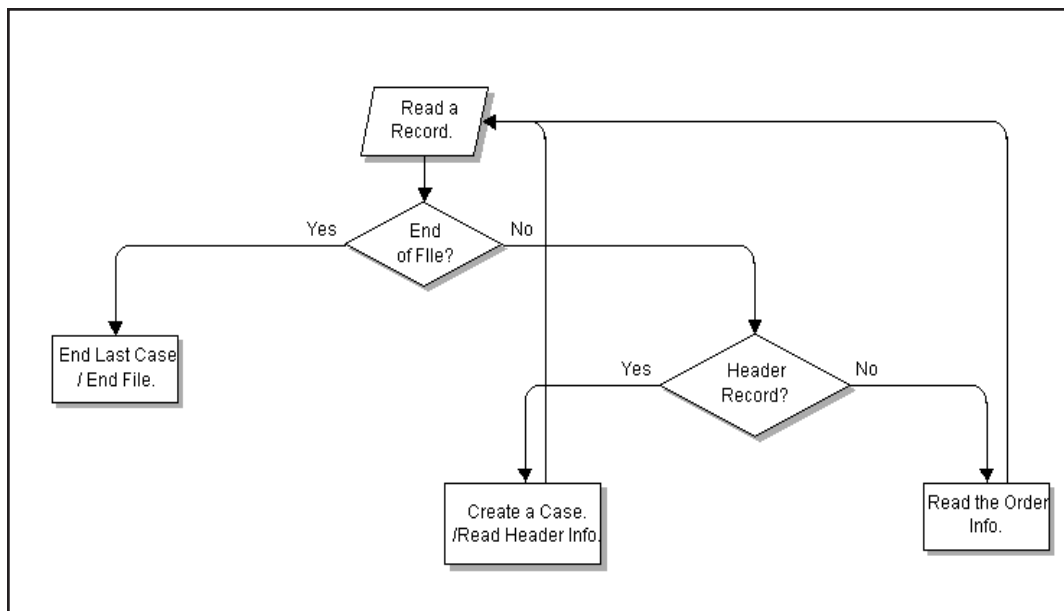 Read a
Record.
Yes
End
of FIle?
No
End Last Case
/ End File.
Yes
Header
Record?
No
Create a Case.
/Read Header Info.
Read the Order
Info.